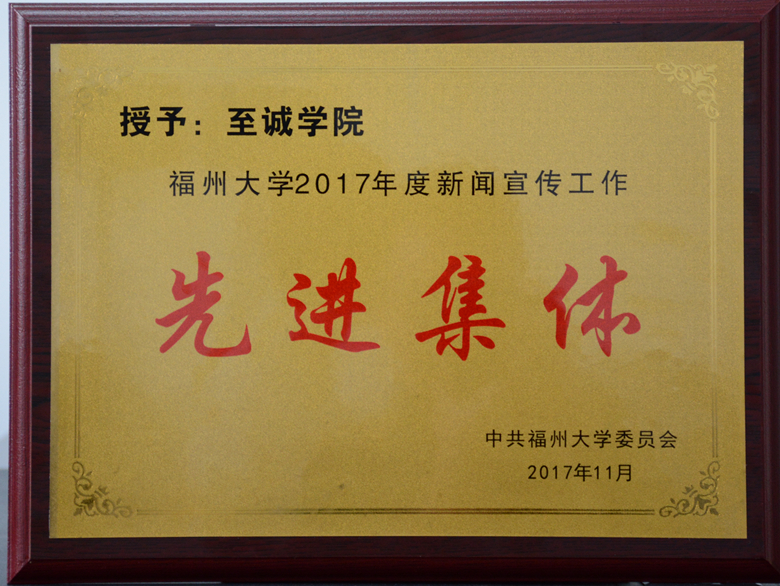 授予：至诚学院
福州大学2017年度新闻宣传工作
先进集体
中共福州大学委员会
2017年11月